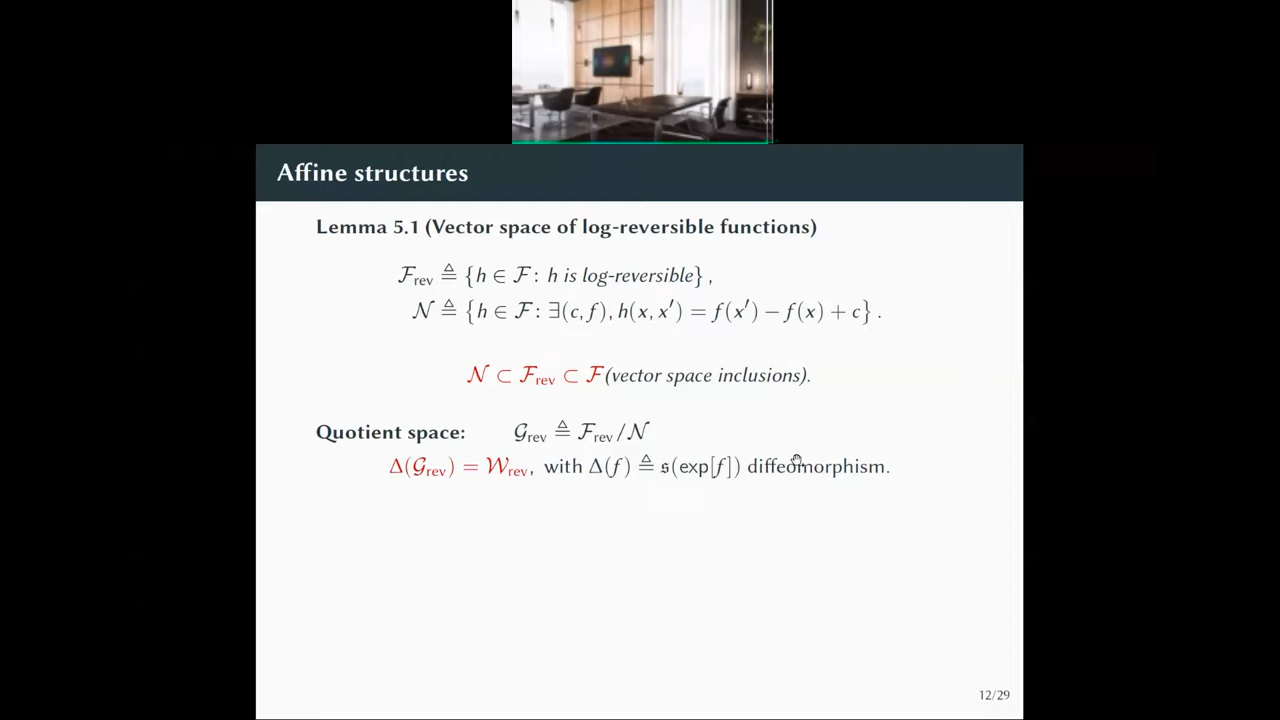 Affine structures
Lemma 5.1 (Vector space of log-reversible functions)
ℱ_rev ≜ {h ∈ ℱ : h is log-reversible} ,
𝒩 ≜ {h ∈ ℱ : ∃(c, f), h(x, x′) = f(x′) − f(x) + c} .
𝒩 ⊂ ℱ_rev ⊂ ℱ(vector space inclusions).
Quotient space: 𝒢_rev ≜ ℱ_rev/𝒩
Δ(𝒢_rev) = 𝒲_rev, with Δ(f) ≜ 𝔰(exp[f]) diffeomorphism.
12/29